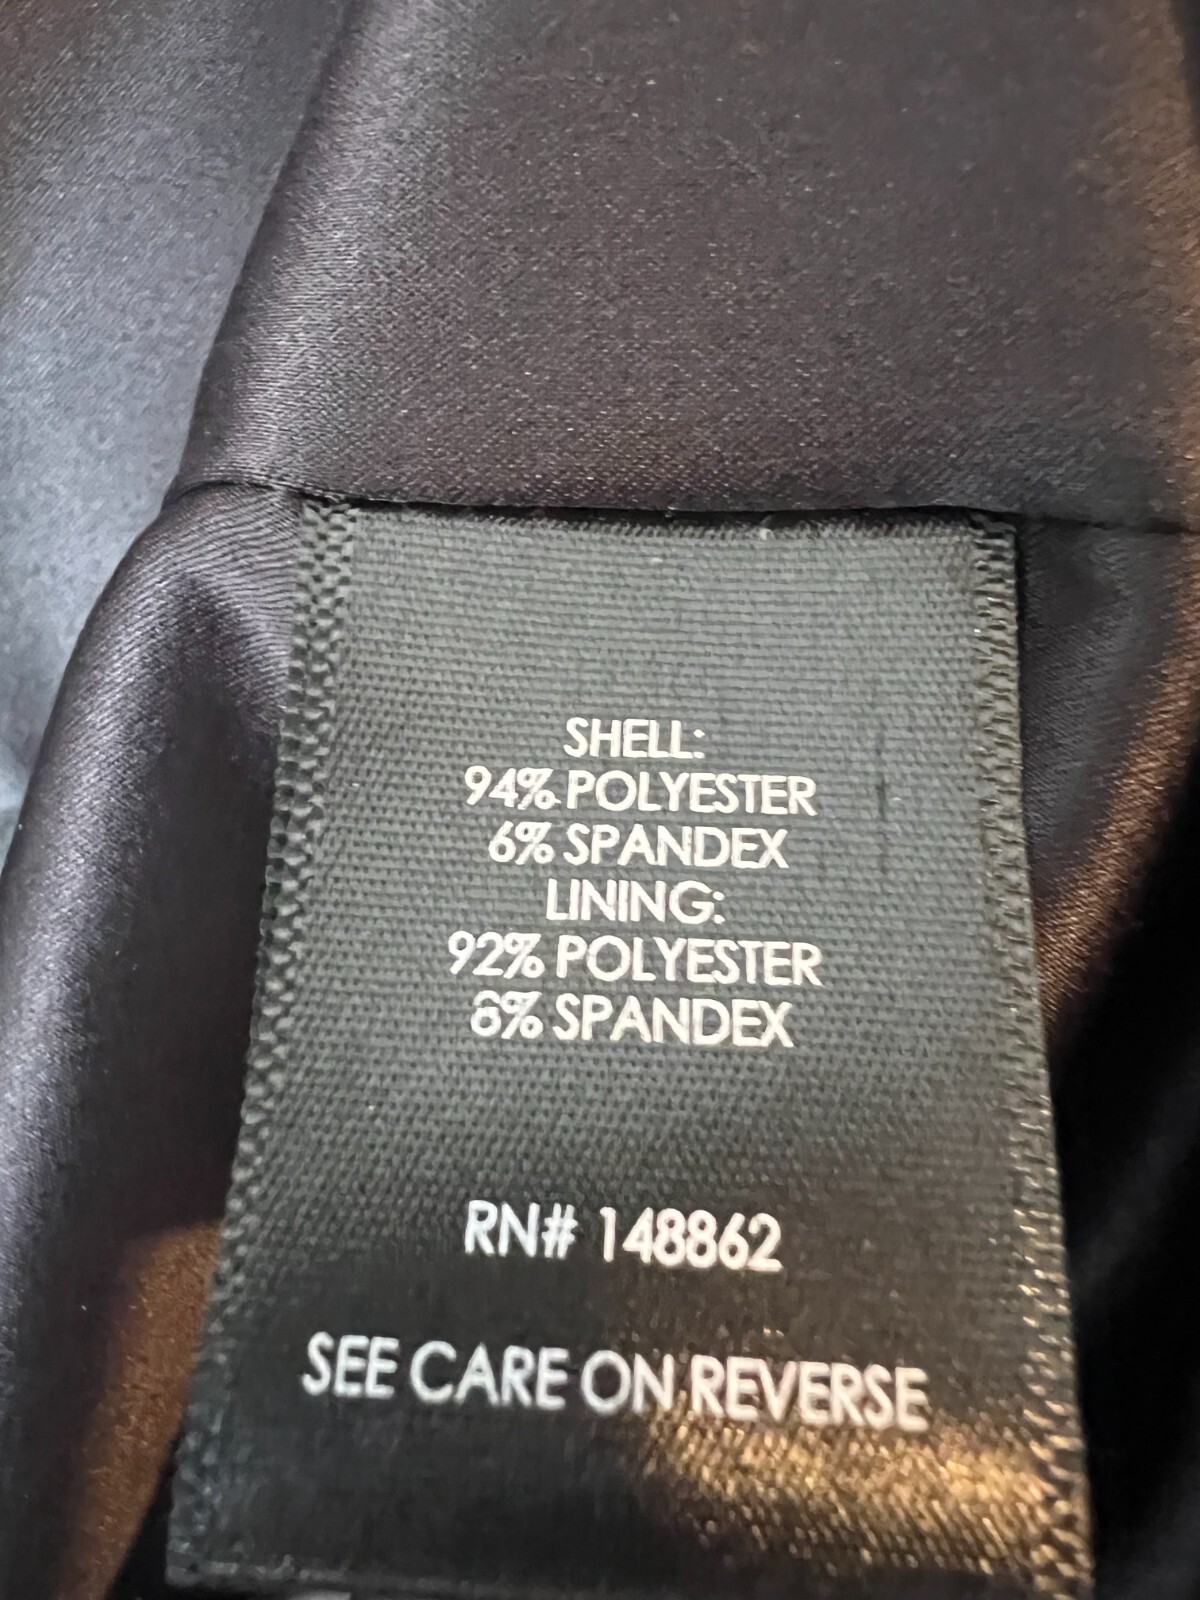 SHELL:
94% POLYESTER
6% SPANDEX
LINING:
92% POLYESTER
8% SPANDEX
RN# 148862
SEE CARE ON REVERSE